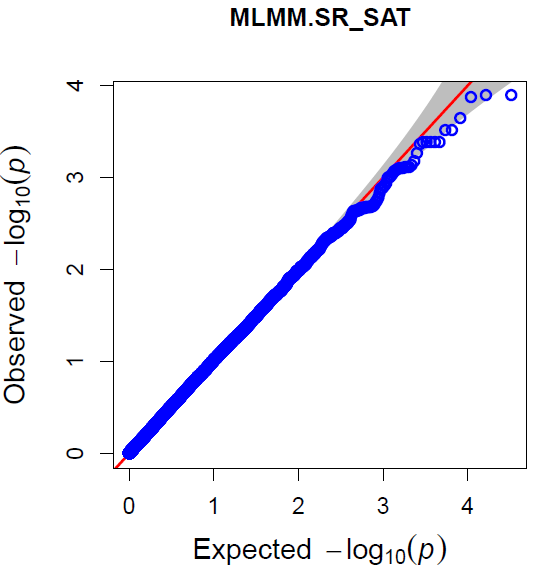 MLMM.SR_SAT
Observed −log₁₀(p)
4
3
2
1
0
0 1 2 3 4
Expected −log₁₀(p)